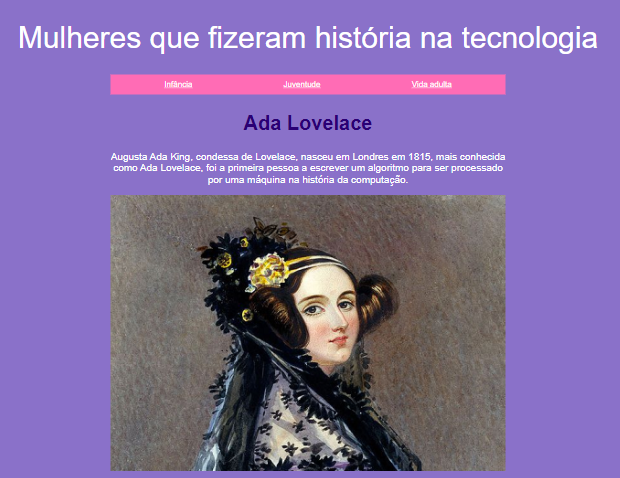 Mulheres que fizeram história na tecnologia
Infância
Juventude
Vida adulta
Ada Lovelace
Augusta Ada King, condessa de Lovelace, nasceu em Londres em 1815, mais conhecida
como Ada Lovelace, foi a primeira pessoa a escrever um algoritmo para ser processado
por uma máquina na história da computação.